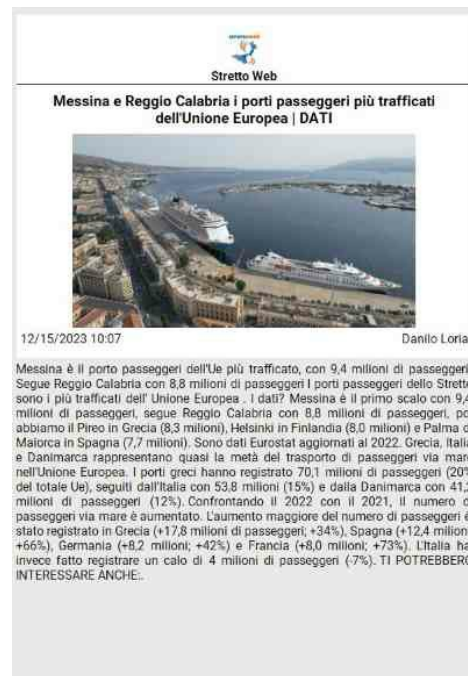 Stretto Web
Messina e Reggio Calabria i porti passeggeri più trafficati
dell'Unione Europea | DATI
12/15/2023 10:07
Danilo Loria
Messina è il porto passeggeri dell'Ue più trafficato, con 9,4 milioni di passeggeri.
Segue Reggio Calabria con 8,8 milioni di passeggeri I porti passeggeri dello Stretto
sono i più trafficati dell' Unione Europea . I dati? Messina è il primo scalo con 9,4
milioni di passeggeri, segue Reggio Calabria con 8,8 milioni di passeggeri,
abbiamo il Pireo in Grecia (8,3 milioni), Helsinki in Finlandia (8,0 milioni) e Palma
Maiorca in Spagna (7,7 milioni). Sono dati Eurostat aggiornati al 2022. Grecia, Italia
e Danimarca rappresentano quasi la metà del trasporto di passeggeri via mare
nell'Unione Europea. I porti greci hanno registrato 70,1 milioni di passeggeri (20%
del totale Ue), seguiti dall'Italia con 53,8 milioni (15%) e dalla Danimarca con 41,2
milioni di passeggeri (12%). Confrontando il 2022 con il 2021, il numero
passeggeri via mare è aumentato. L'aumento maggiore del numero di passeggeri è
stato registrato in Grecia (+17,8 milioni di passeggeri; +34%), Spagna (+12,4 milioni
+66%), Germania (+8,2 milioni; +42%) e Francia (+8,0 milioni; +73%). L'Italia ha
invece fatto registrare un calo di 4 milioni di passeggeri (-7%). TI POTREBBERO
INTERESSARE ANCHE:.